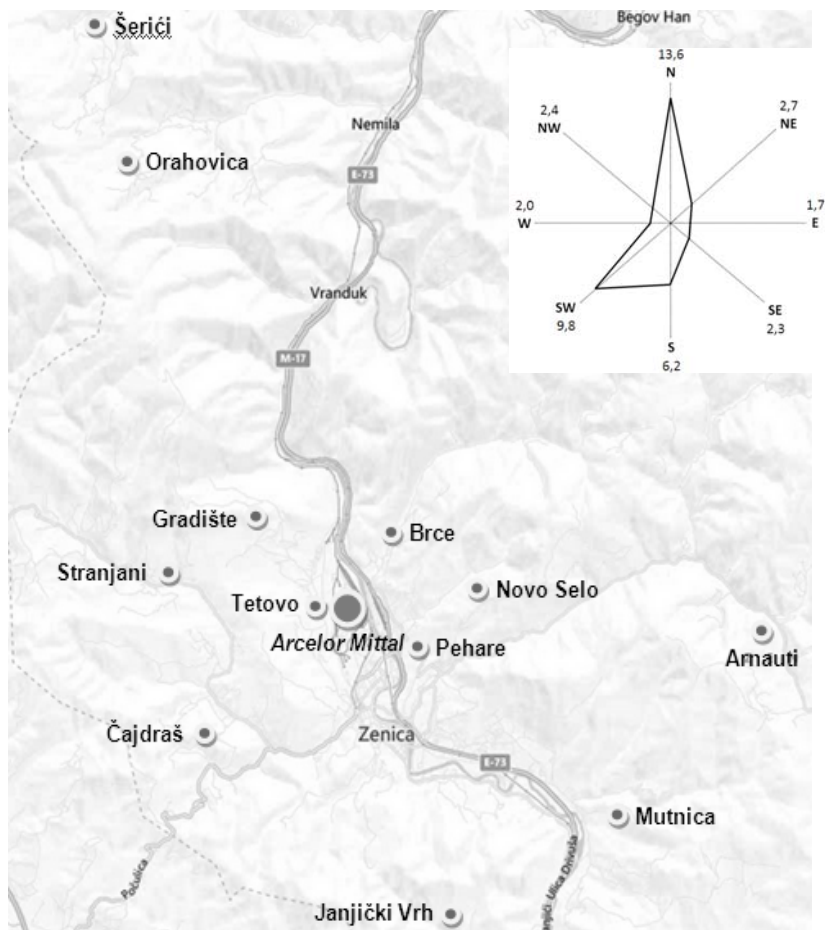 Begov Han
Šerići
13,6
N
2,4
NW
2,7
NE
Nemila
Orahovica
E-73
2,0
W
1,7
E
Vranduk
SW
9,8
SE
2,3
S
6,2
M-17
Gradište
Brce
Stranjani
Novo Selo
Tetovo
Arcelor Mittal
Pehare
Arnauti
Čajdraš
Zenica
E-73
Mutnica
Ulica Drivuša
Janjički Vrh